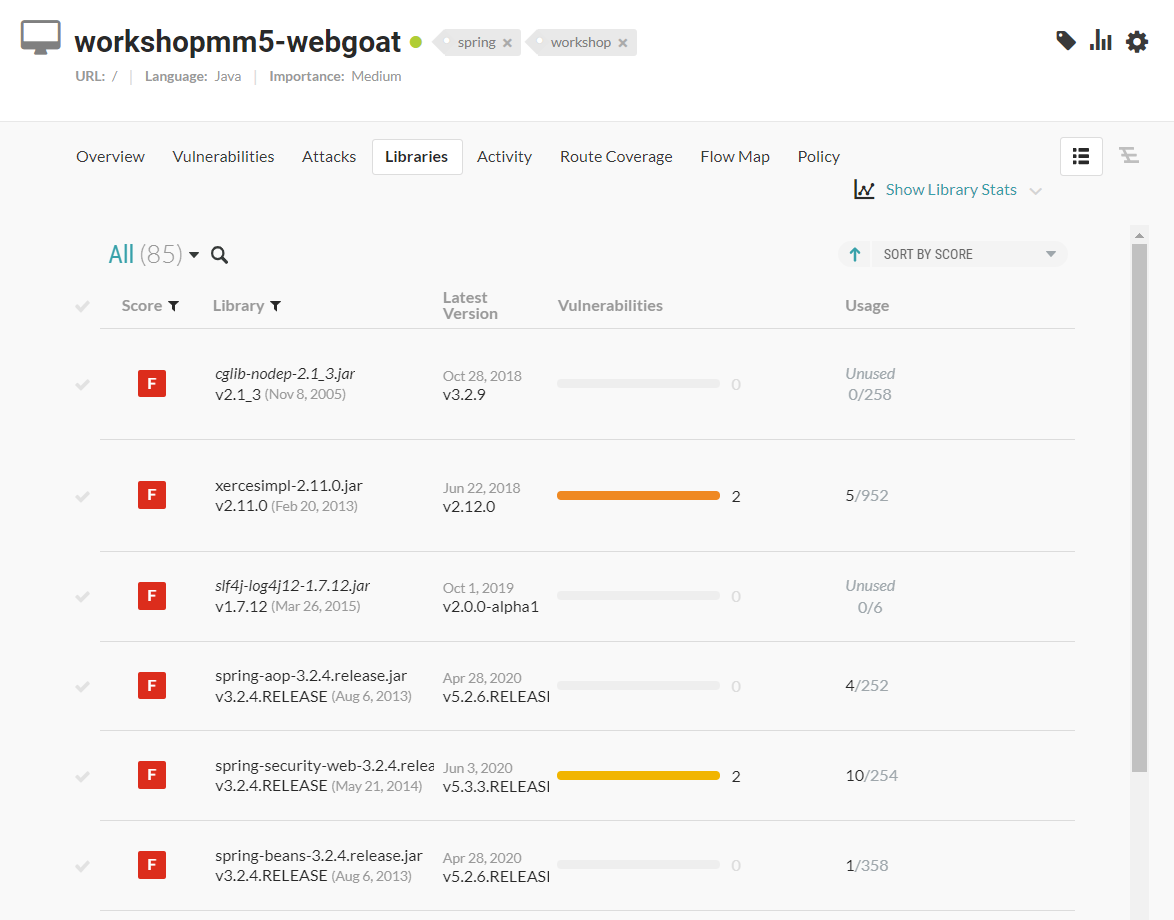 workshopmm5-webgoat
spring ×
workshop ×
URL: / | Language: Java | Importance: Medium
Overview Vulnerabilities Attacks Libraries Activity Route Coverage Flow Map Policy
Show Library Stats
All (85)
SORT BY SCORE
Score Library Latest Version Vulnerabilities Usage
F cglib-nodep-2.1_3.jar Oct 28, 2018 Unused
v2.1_3 (Nov 8, 2005) v3.2.9 0 0/258
F xercesimpl-2.11.0.jar Jun 22, 2018
v2.11.0 (Feb 20, 2013) v2.12.0 2 5/952
F slf4j-log4j12-1.7.12.jar Oct 1, 2019 Unused
v1.7.12 (Mar 26, 2015) v2.0.0-alpha1 0 0/6
F spring-aop-3.2.4.release.jar Apr 28, 2020
v3.2.4.RELEASE (Aug 6, 2013) v5.2.6.RELEASI 0 4/252
F spring-security-web-3.2.4.relea Jun 3, 2020
v3.2.4.RELEASE (May 21, 2014) v5.3.3.RELEASI 2 10/254
F spring-beans-3.2.4.release.jar Apr 28, 2020
v3.2.4.RELEASE (Aug 6, 2013) v5.2.6.RELEASI 0 1/358